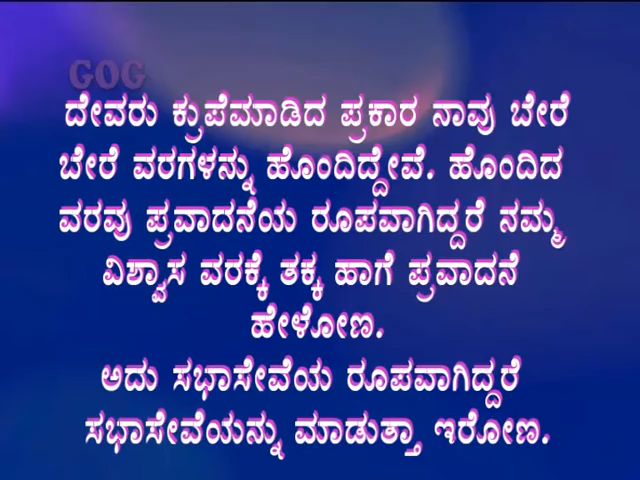 GOG
ದೇವರು ಕ್ರುಪೆಮಾಡಿದ ಪ್ರಕಾರ ನಾವು ಬೇರೆ
ಬೇರೆ ವರಗಳನ್ನು ಹೊಂದಿದ್ದೇವೆ. ಹೊಂದಿದ
ವರವು ಪ್ರವಾದನೆಯ ರೂಪವಾಗಿದ್ದರೆ ನಮ್ಮ
ವಿಶ್ವಾಸ ವರಕ್ಕೆ ತಕ್ಕ ಹಾಗೆ ಪ್ರವಾದನೆ
ಹೇಳೋಣ.
ಅದು ಸಭಾಸೇವೆಯ ರೂಪವಾಗಿದ್ದರೆ
ಸಭಾಸೇವೆಯನ್ನು ಮಾಡುತ್ತಾ ಇರೋಣ.